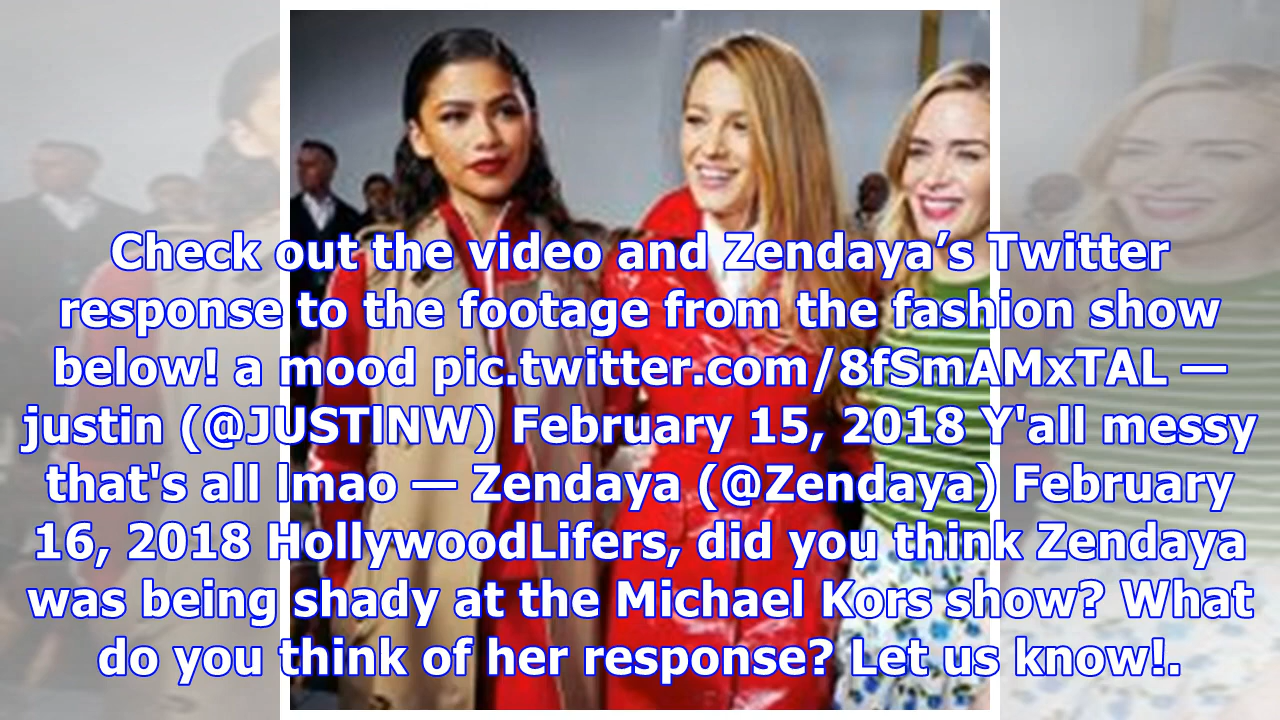 Check out the video and Zendaya’s Twitter
response to the footage from the fashion show
below! a mood pic.twitter.com/8fSmAMxTAL —
justin (@JUSTlNW) February 15, 2018 Y'all messy
that's all lmao — Zendaya (@Zendaya) February
16, 2018 HollywoodLifers, did you think Zendaya
was being shady at the Michael Kors show? What
do you think of her response? Let us know!.